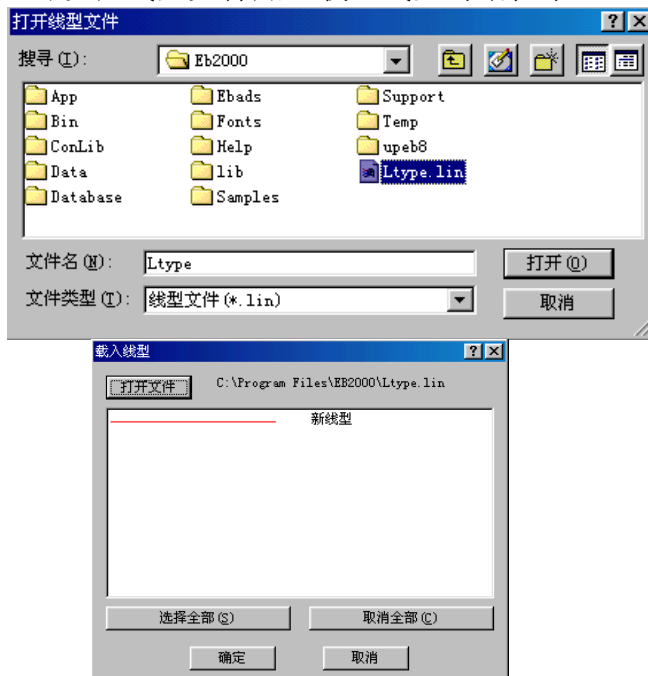 打开线型文件
搜寻(I): Eb2000
App Ebads Support
Bin Fonts Temp
ConLib Help upeb8
Data lib Ltype.lin
Database Samples
文件名(N): Ltype 打开(O)
文件类型(T): 线型文件(*.lin) 取消
载入线型
打开文件 C:\Program Files\EB2000\Ltype.lin
新线型
选择全部(S) 取消全部(C)
确定 取消